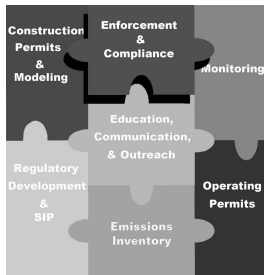 Construction
Permits
&
Modeling
Enforcement
&
Compliance
Monitoring
Education,
Communication,
& Outreach
Regulatory
Development
&
SIP
Operating
Permits
Emissions
Inventory